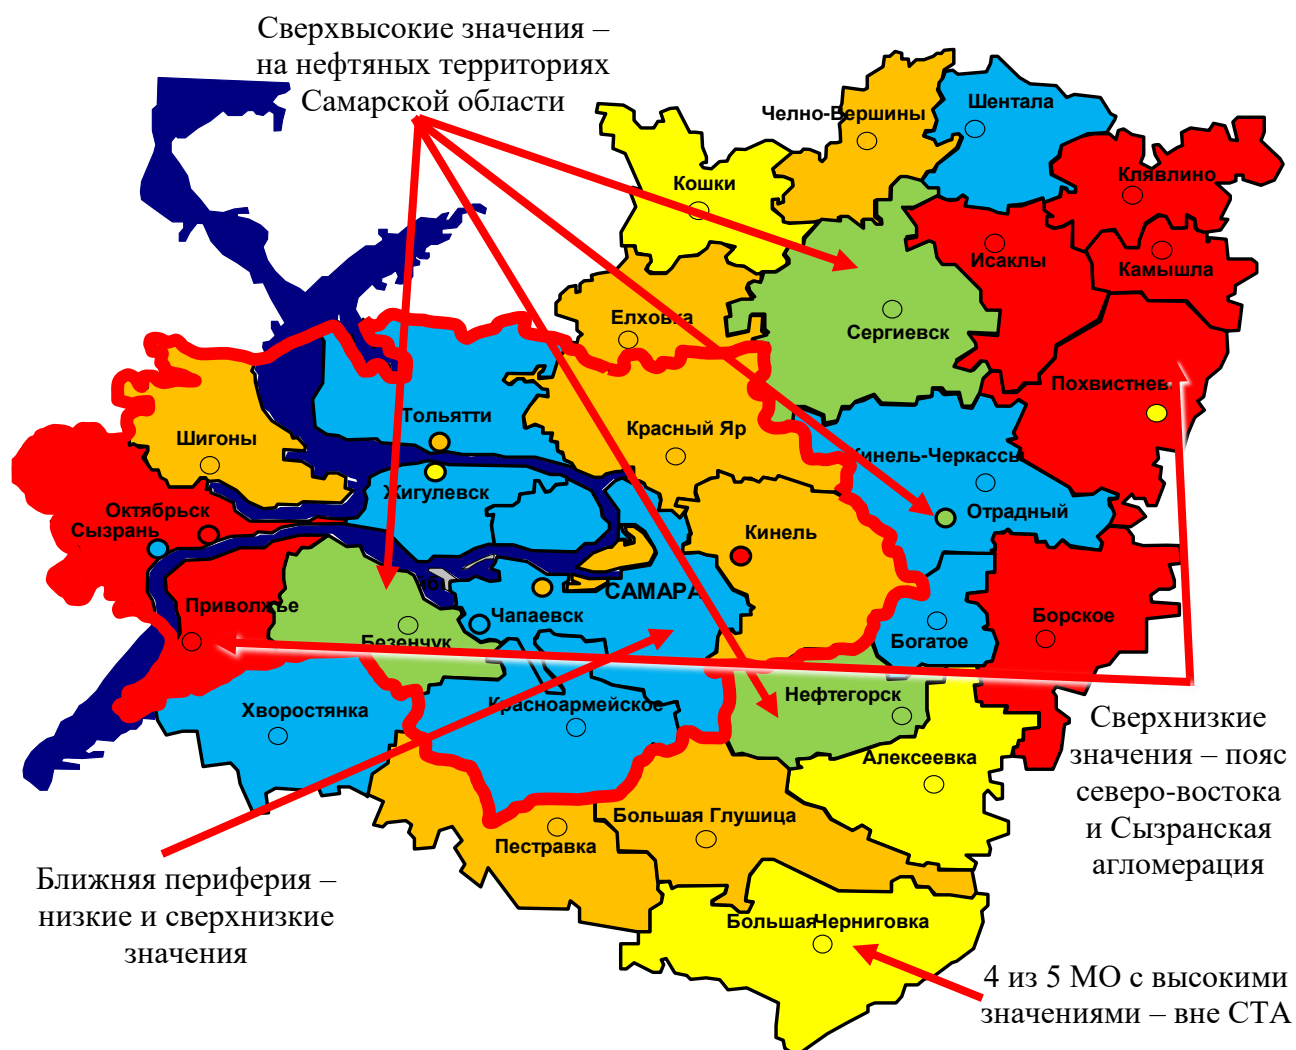 Сверхвысокие значения –
на нефтяных территориях
Самарской области
Челно-Вершины
Шентала
Клявлино
Кошки
Исаклы
Камышла
Елховка
Сергиевск
Похвистнев
Тольятти
Красный Яр
Шигоны
Кинель-Черкассы
Жигулевск
Отрадный
Октябрьск
Сызрань
Кинель
САМАРА
Приволжье
Чапаевск
Борское
Безенчук
Богатое
Нефтегорск
Хворостянка
Красноармейское
Алексеевка
Сверхнизкие
значения – пояс
северо-востока
и Сызранская
агломерация
Большая Глушица
Пестравка
Ближняя периферия –
низкие и сверхнизкие
значения
Большая Черниговка
4 из 5 МО с высокими
значениями – вне СТА